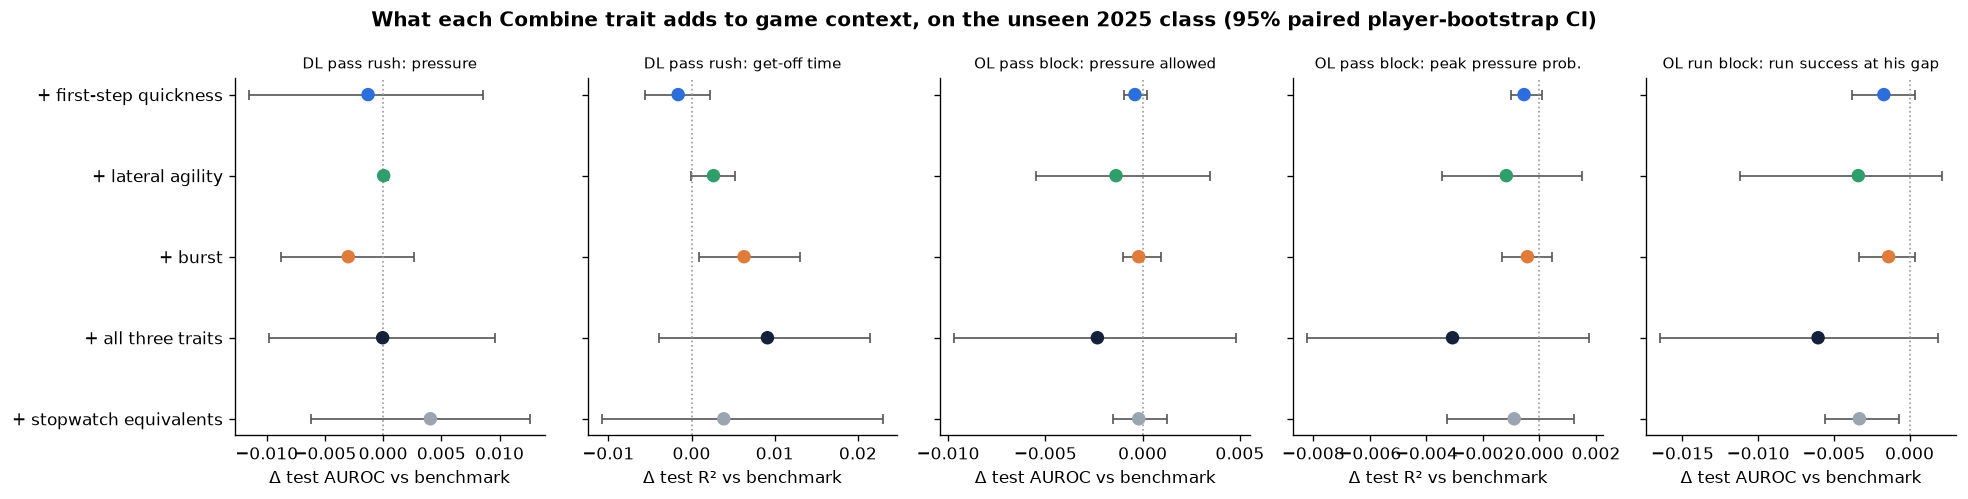 What each Combine trait adds to game context, on the unseen 2025 class (95% paired player-bootstrap CI)
DL pass rush: pressure
DL pass rush: get-off time
OL pass block: pressure allowed
OL pass block: peak pressure prob.
OL run block: run success at his gap
+ first-step quickness
+ lateral agility
+ burst
+ all three traits
+ stopwatch equivalents
−0.010 −0.005 0.000 0.005 0.010
−0.01 0.00 0.01 0.02
−0.010 −0.005 0.000 0.005
−0.008 −0.006 −0.004 −0.002 0.000 0.002
−0.015 −0.010 −0.005 0.000
Δ test AUROC vs benchmark
Δ test R² vs benchmark
Δ test AUROC vs benchmark
Δ test R² vs benchmark
Δ test AUROC vs benchmark